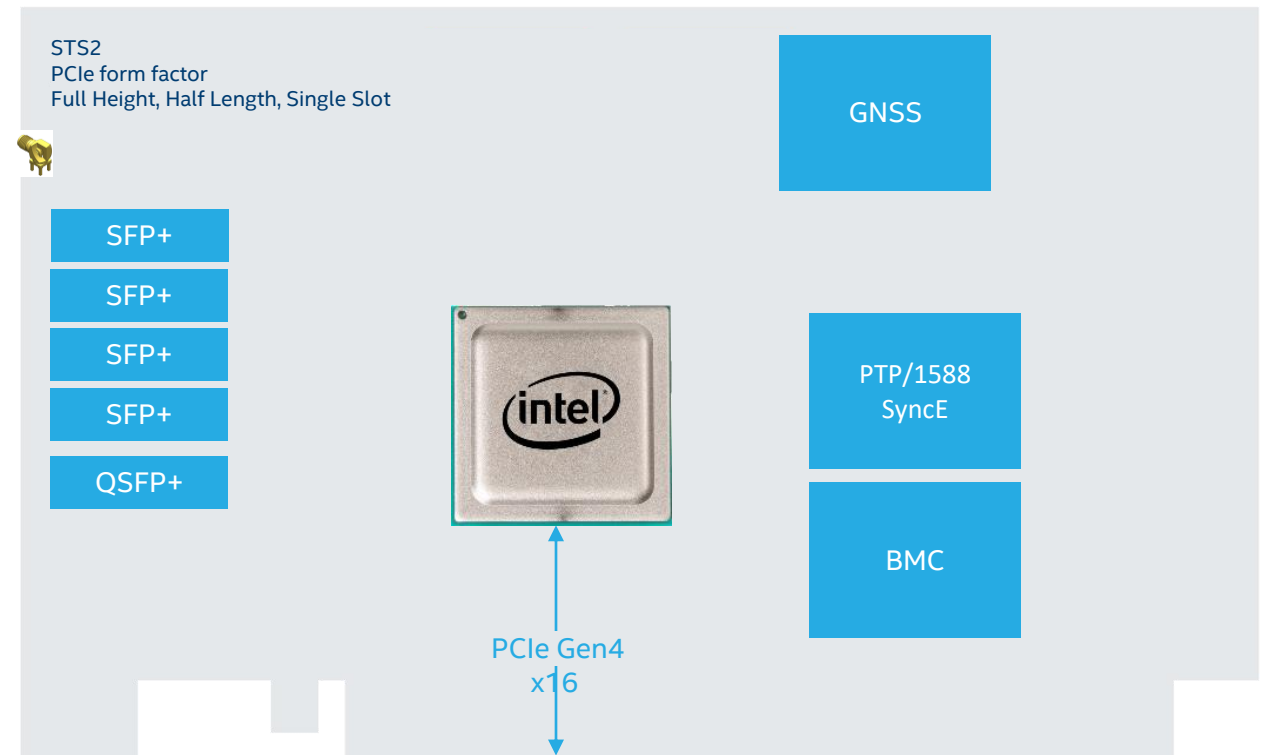 STS2
PCIe form factor
Full Height, Half Length, Single Slot
GNSS
SFP+
SFP+
SFP+
SFP+
QSFP+
intel
PTP/1588
SyncE
BMC
PCIe Gen4
x16